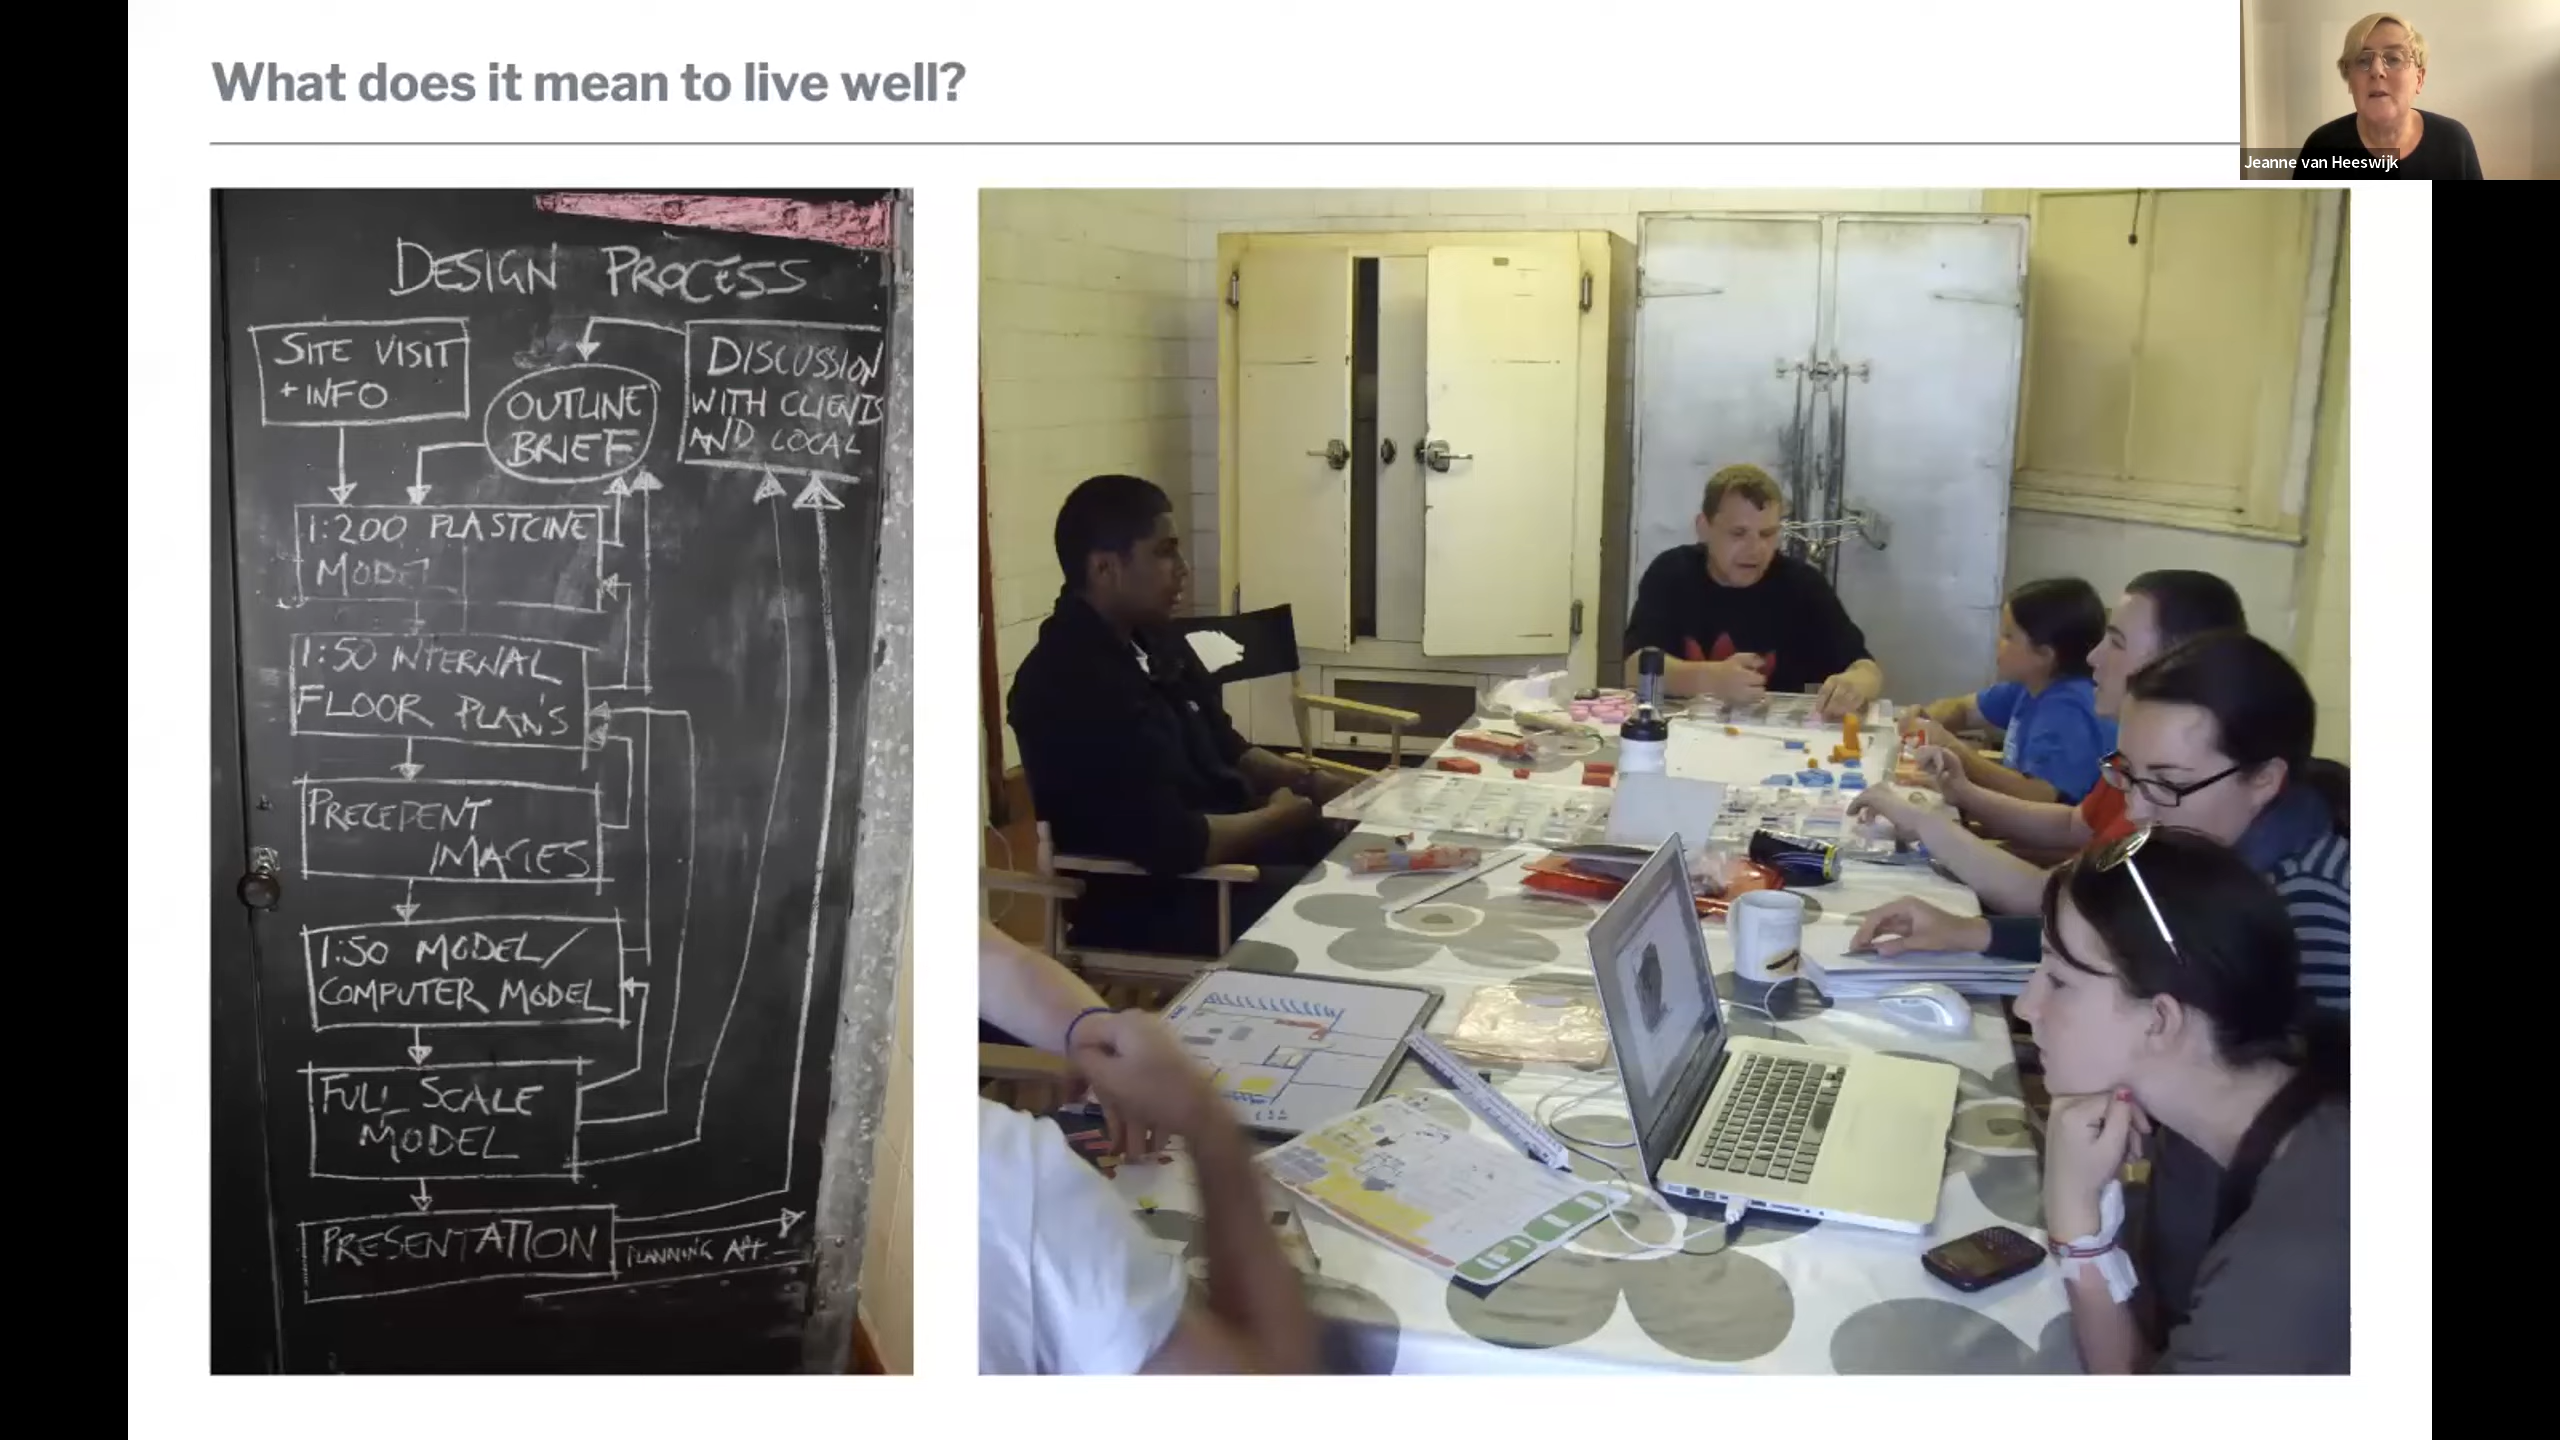 What does it mean to live well?
Jeanne van Heeswijk
DESIGN PROCESS
SITE VISIT
+ INFO
OUTLINE
BRIEF
DISCUSSION
WITH CLIENTS
AND LOCAL
1:200 PLASTCINE
MODEL
1:50 INTERNAL
FLOOR PLAN'S
PRECEDENT
IMAGES
1:50 MODEL/
COMPUTER MODEL
FULL SCALE
MODEL
PRESENTATION
PLANNING APP.